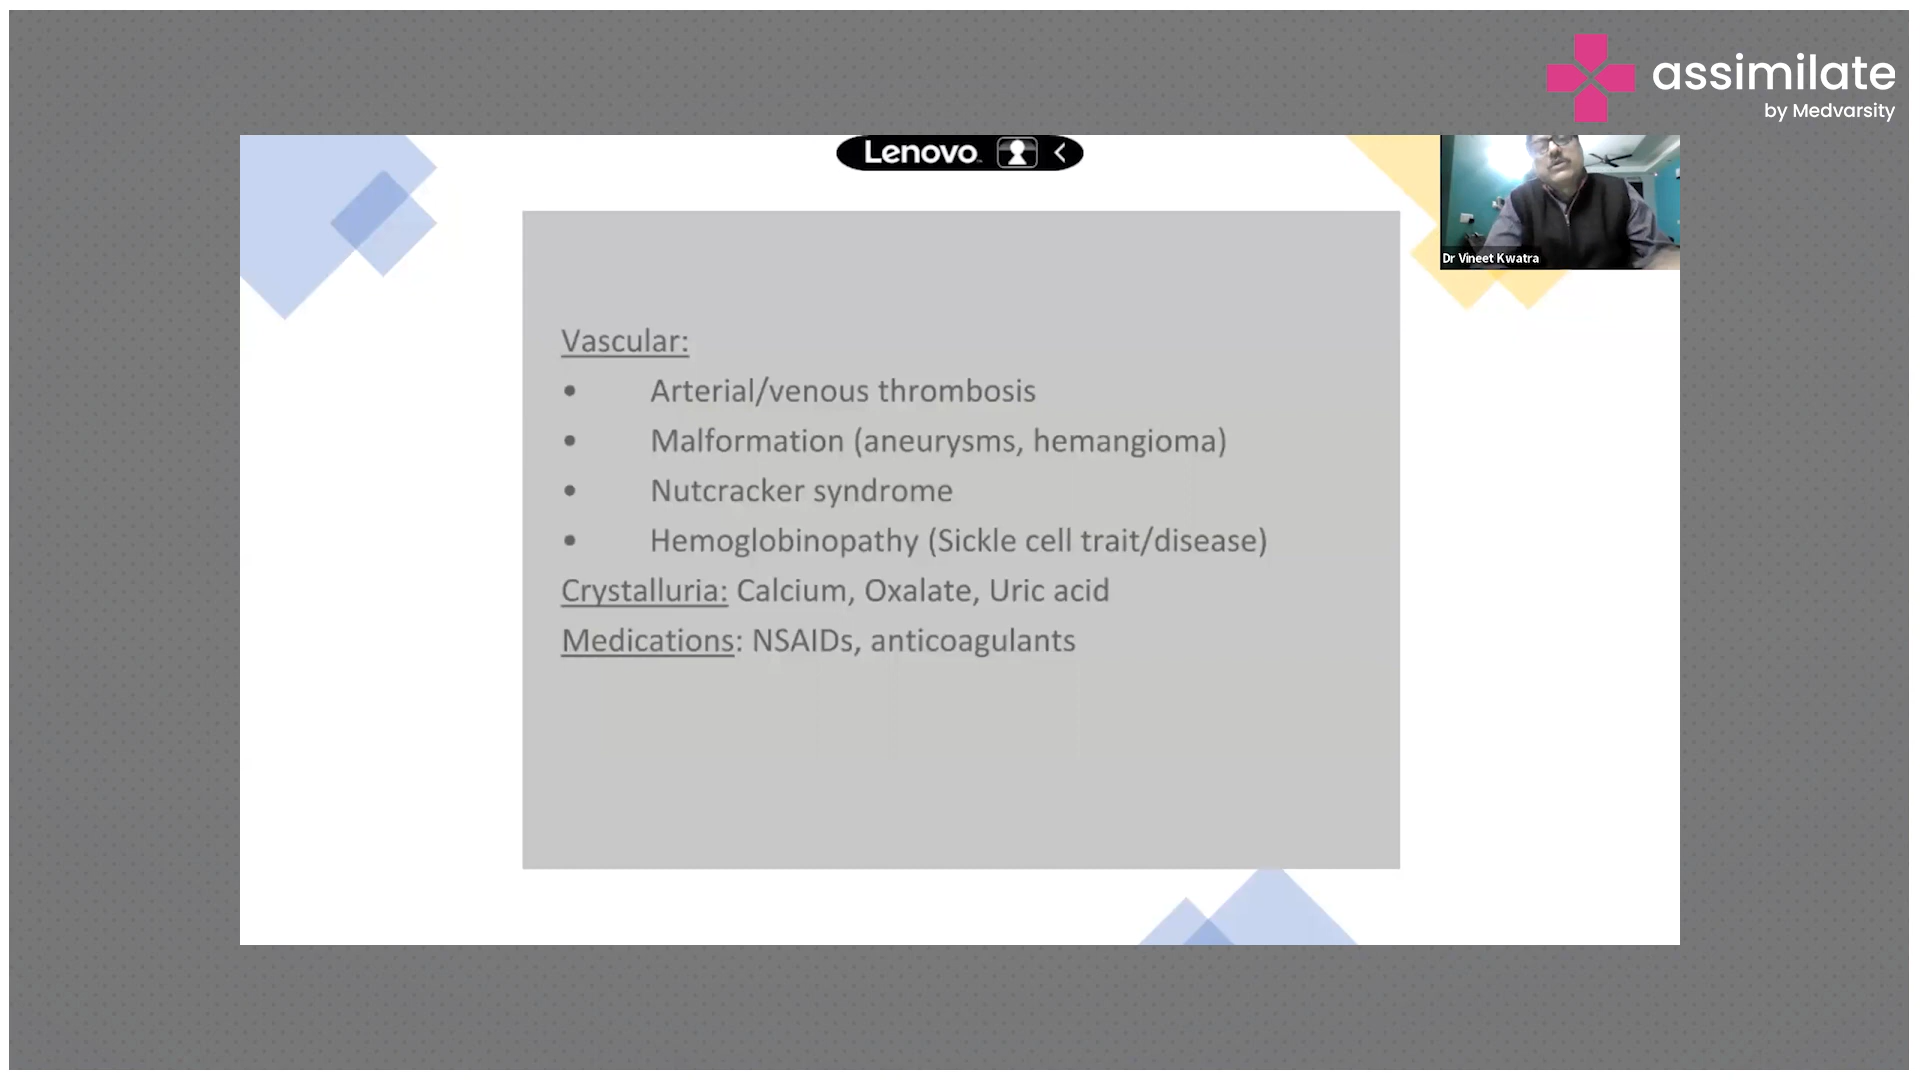 assimilate
by Medvarsity
Lenovo
Dr Vineet Kwatra
Vascular:
• Arterial/venous thrombosis
• Malformation (aneurysms, hemangioma)
• Nutcracker syndrome
• Hemoglobinopathy (Sickle cell trait/disease)
Crystalluria: Calcium, Oxalate, Uric acid
Medications: NSAIDs, anticoagulants